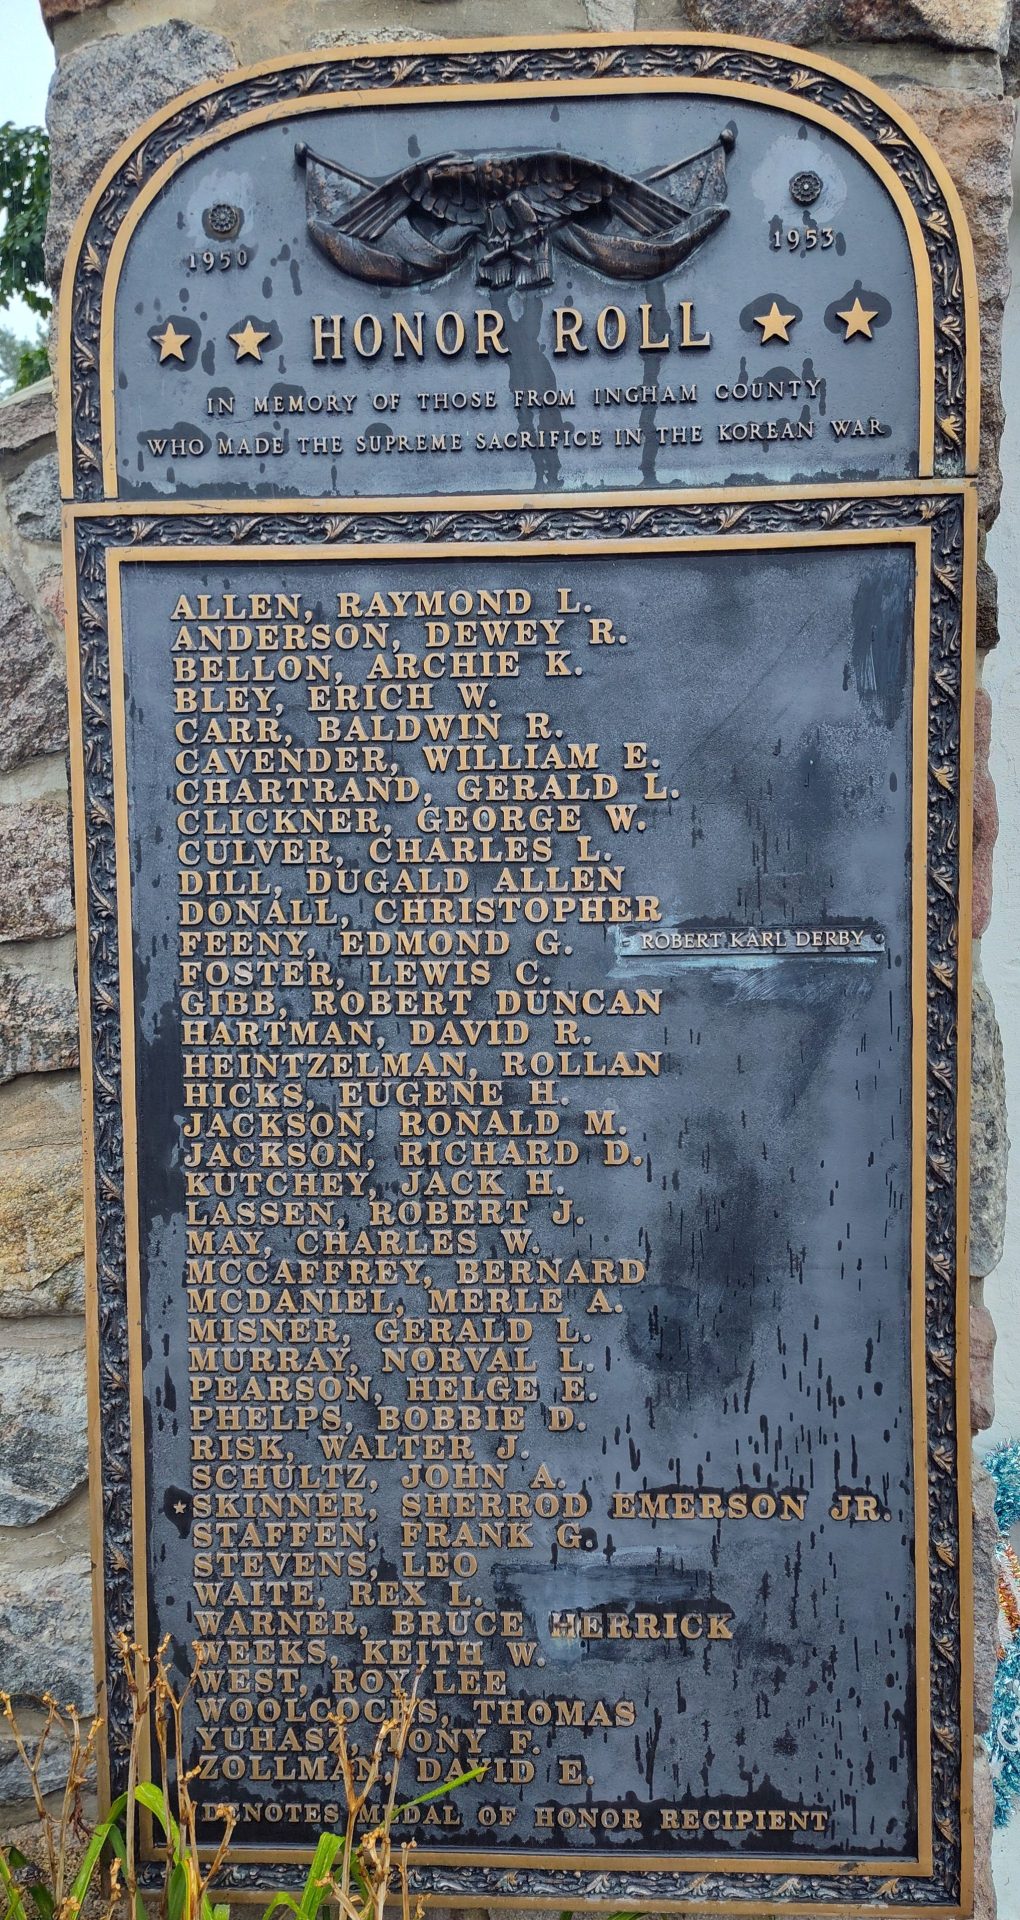 1950
1953
HONOR ROLL
IN MEMORY OF THOSE FROM INGHAM COUNTY
WHO MADE THE SUPREME SACRIFICE IN THE KOREAN WAR
ALLEN, RAYMOND L.
ANDERSON, DEWEY R.
BELLON, ARCHIE K.
BLEY, ERICH W.
CARR, BALDWIN R.
CAVENDER, WILLIAM E.
CHARTRAND, GERALD L.
CLICKNER, GEORGE W.
CULVER, CHARLES L.
DILL, DUGALD ALLEN
DONALL, CHRISTOPHER
FEENY, EDMOND G.
ROBERT KARL DERBY
FOSTER, LEWIS C.
GIBB, ROBERT DUNCAN
HARTMAN, DAVID R.
HEINTZELMAN, ROLLAN
HICKS, EUGENE H.
JACKSON, RONALD M.
JACKSON, RICHARD D.
KUTCHEY, JACK H.
LASSEN, ROBERT J.
MAY, CHARLES W.
MCCAFFREY, BERNARD
MCDANIEL, MERLE A.
MISNER, GERALD L.
MURRAY, NORVAL L.
PEARSON, HELGE E.
PHELPS, BOBBIE D.
RISK, WALTER J.
SCHULTZ, JOHN A.
SKINNER, SHERROD EMERSON JR.
STAFFEN, FRANK G.
STEVENS, LEO
WAITE, REX L.
WARNER, BRUCE HERRICK
WEEKS, KEITH W.
WEST, ROY LEE
WOOLCOCKS, THOMAS
YUHASZ, TONY F.
ZOLLMAN, DAVID E.
DENOTES MEDAL OF HONOR RECIPIENT